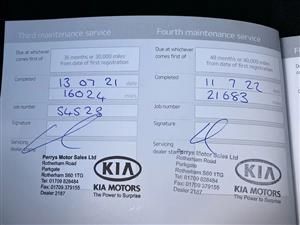 Third maintenance service
Due at whichever comes first of
36 months or 30,000 miles from date of first registration
Completed
13 07 21
16024
Job number
54523
Signature
Servicing dealer stamp
Perrys Motor Sales Ltd
Rotherham Road
Parkgate
Rotherham S60 1TG
Tel: 01709 828484
Fax: 01709 379155
Dealer 2187
KIA
KIA MOTORS
The Power to Surprise
Fourth maintenance service
Due at whichever comes first of
48 months or 40,000 miles from date of first registration
Completed
11 7 22
21683
Job number
Signature
Servicing dealer stamp
Perrys Motor Sales Ltd
Rotherham Road
Parkgate
Rotherham S60 1TG
Tel: 01709 828484
Fax: 01709 379155
Dealer 2187
KIA
KIA MOTORS
The Power to Surprise